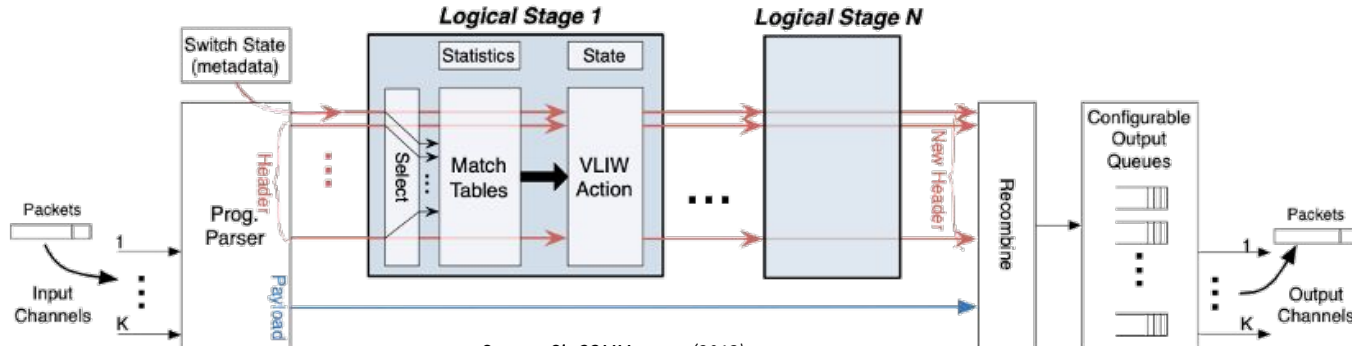 Logical Stage 1
Logical Stage N
Switch State
(metadata)
Statistics
State
Configurable
Output
Queues
Header
Select
Match
Tables
VLIW
Action
New Header
Recombine
Prog.
Parser
Packets
1
Input
Channels
K
Payload
Packets
1
Output
Channels
K